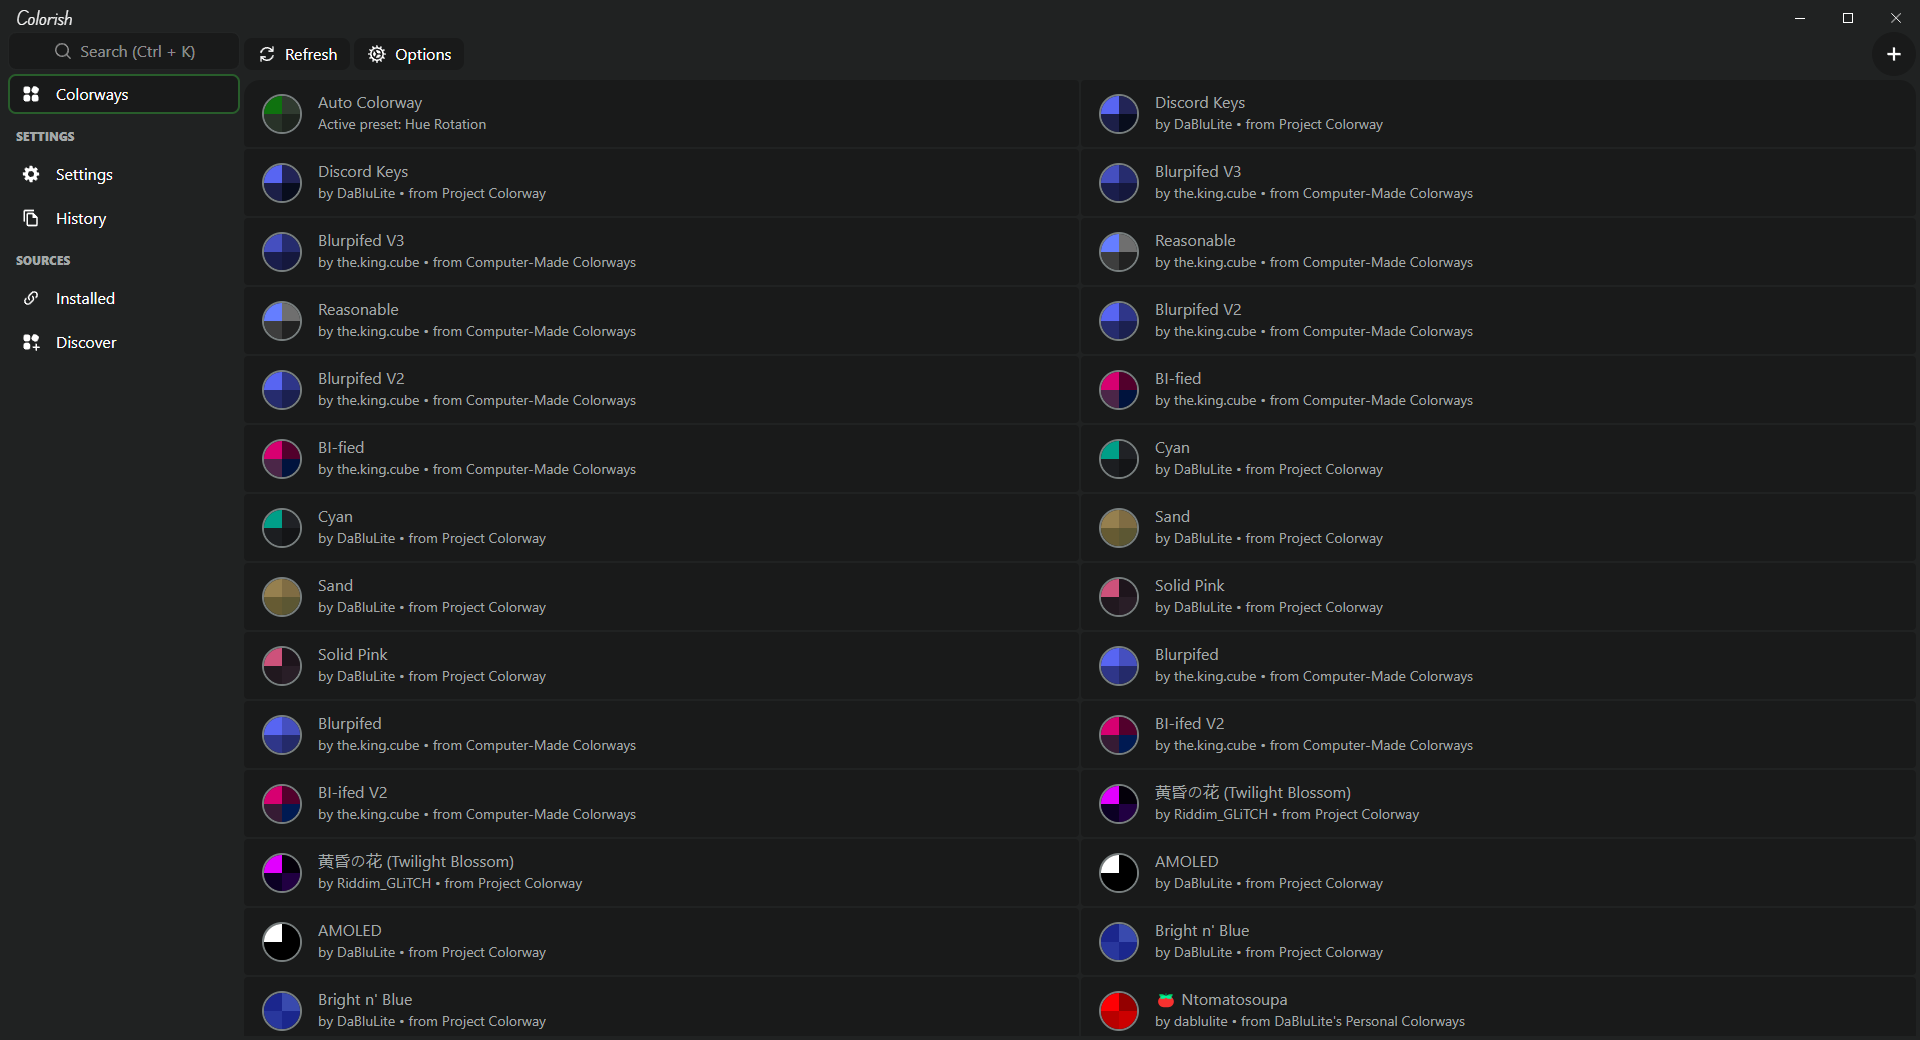 Colorish
Search (Ctrl + K)
Refresh
Options
Colorways
SETTINGS
Settings
History
SOURCES
Installed
Discover
Auto Colorway
Active preset: Hue Rotation
Discord Keys
by DaBluLite • from Project Colorway
Discord Keys
by DaBluLite • from Project Colorway
Blurpifed V3
by the.king.cube • from Computer-Made Colorways
Blurpifed V3
by the.king.cube • from Computer-Made Colorways
Reasonable
by the.king.cube • from Computer-Made Colorways
Reasonable
by the.king.cube • from Computer-Made Colorways
Blurpifed V2
by the.king.cube • from Computer-Made Colorways
Blurpifed V2
by the.king.cube • from Computer-Made Colorways
BI-fied
by the.king.cube • from Computer-Made Colorways
BI-fied
by the.king.cube • from Computer-Made Colorways
Cyan
by DaBluLite • from Project Colorway
Cyan
by DaBluLite • from Project Colorway
Sand
by DaBluLite • from Project Colorway
Sand
by DaBluLite • from Project Colorway
Solid Pink
by DaBluLite • from Project Colorway
Solid Pink
by DaBluLite • from Project Colorway
Blurpifed
by the.king.cube • from Computer-Made Colorways
Blurpifed
by the.king.cube • from Computer-Made Colorways
BI-ifed V2
by the.king.cube • from Computer-Made Colorways
BI-ifed V2
by the.king.cube • from Computer-Made Colorways
黄昏の花 (Twilight Blossom)
by Riddim_GLiTCH • from Project Colorway
黄昏の花 (Twilight Blossom)
by Riddim_GLiTCH • from Project Colorway
AMOLED
by DaBluLite • from Project Colorway
AMOLED
by DaBluLite • from Project Colorway
Bright n' Blue
by DaBluLite • from Project Colorway
Bright n' Blue
by DaBluLite • from Project Colorway
🍅 Ntomatosoupa
by dablulite • from DaBluLite's Personal Colorways